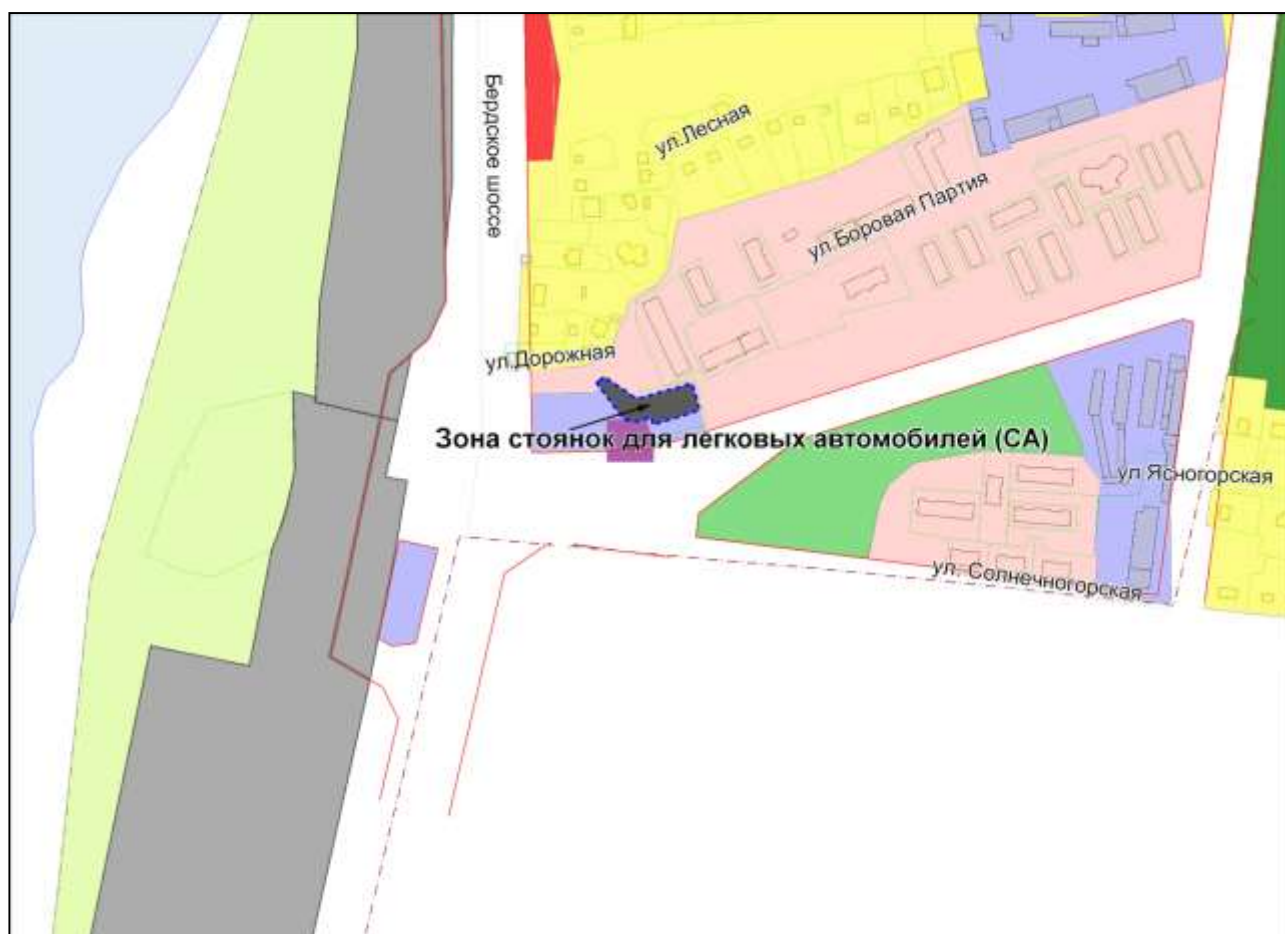 Бердское шоссе
ул.Лесная
ул.Боровая Партия
ул.Дорожная
Зона стоянок для легковых автомобилей (СА)
ул Ясногорская
ул. Солнечногорская